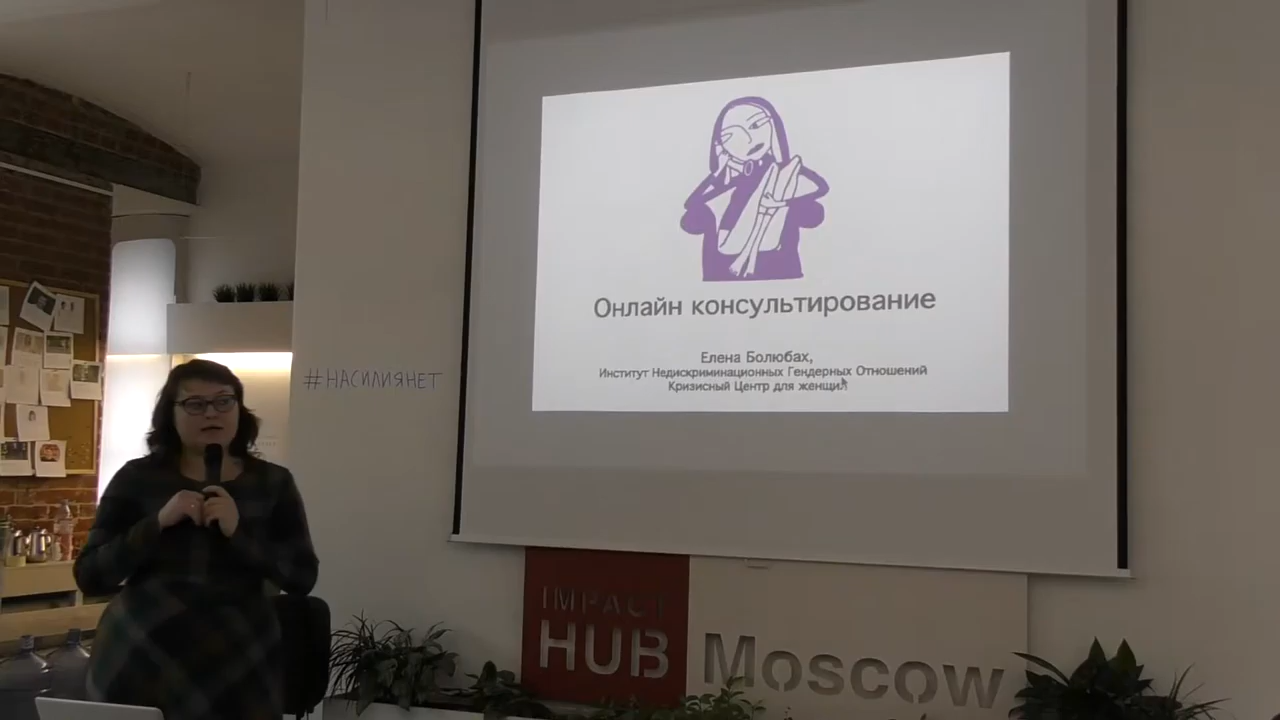 Онлайн консультирование
Елена Болюбах,
Институт Недискриминационных Гендерных Отношений
Кризисный Центр для женщин
#НАСИЛИЯНЕТ
IMPACT
HUB
Moscow